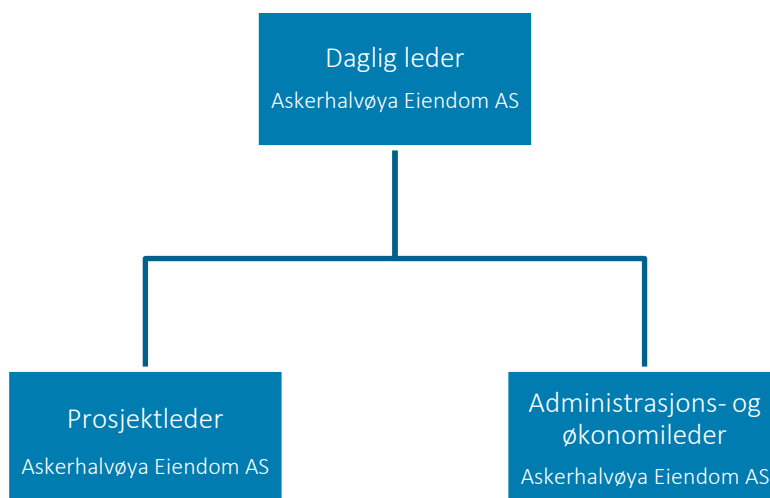 Daglig leder
Askerhalvøya Eiendom AS
Prosjektleder
Askerhalvøya Eiendom AS
Administrasjons- og
økonomileder
Askerhalvøya Eiendom AS